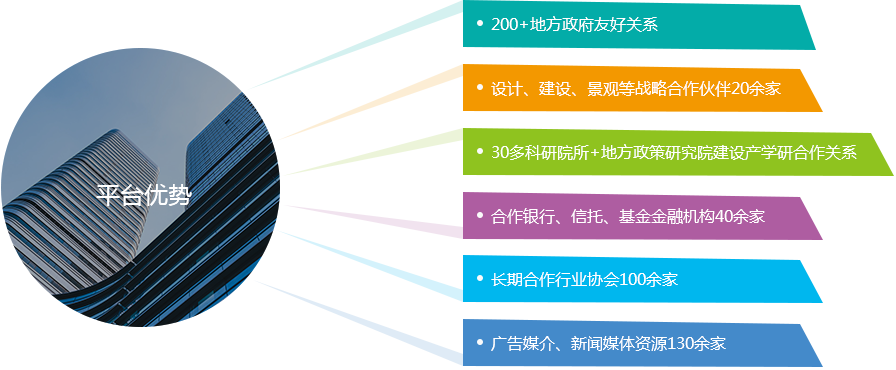 平台优势
• 200+地方政府友好关系
• 设计、建设、景观等战略合作伙伴20余家
• 30多科研院所+地方政策研究院建设产学研合作关系
• 合作银行、信托、基金金融机构40余家
• 长期合作行业协会100余家
• 广告媒介、新闻媒体资源130余家